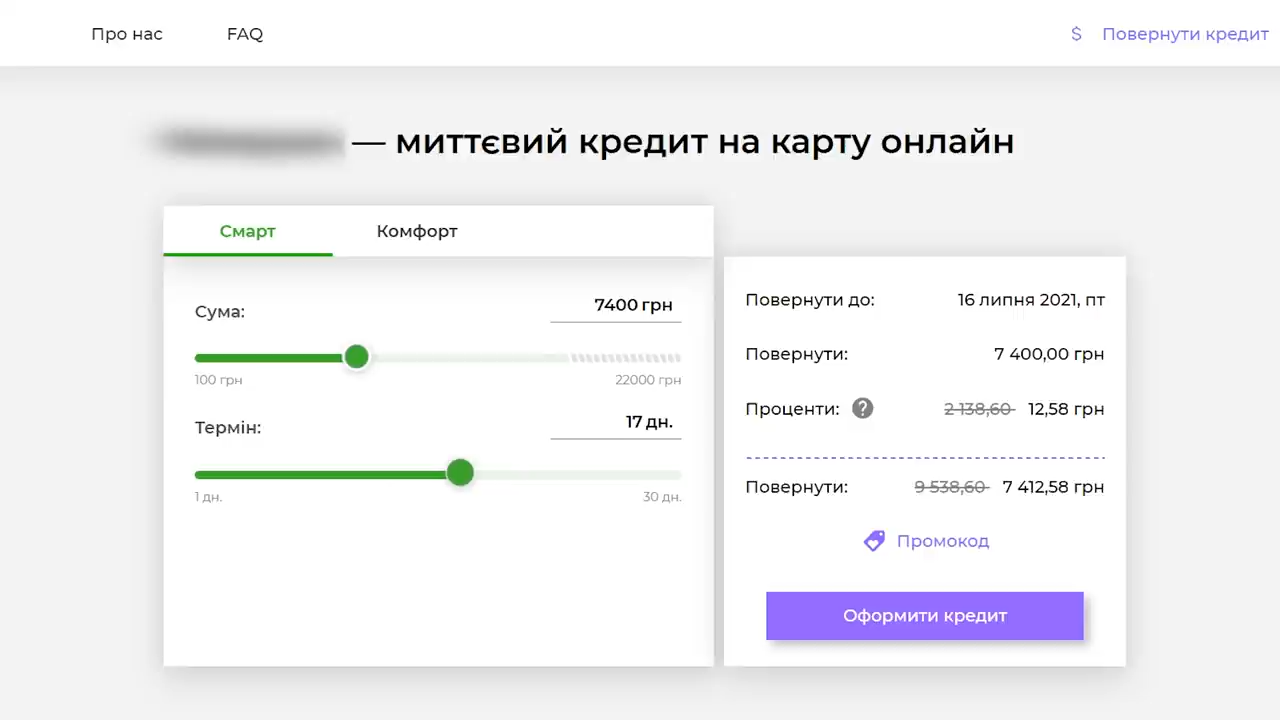 Про нас
FAQ
$ Повернути кредит
— миттєвий кредит на карту онлайн
Смарт
Комфорт
Сума:
7400 грн
100 грн
22000 грн
Термін:
17 дн.
1 дн.
30 дн.
Повернути до:
16 липня 2021, пт
Повернути:
7 400,00 грн
Проценти: ?
2 138,60 12,58 грн
Повернути:
9 538,60 7 412,58 грн
Промокод
Оформити кредит